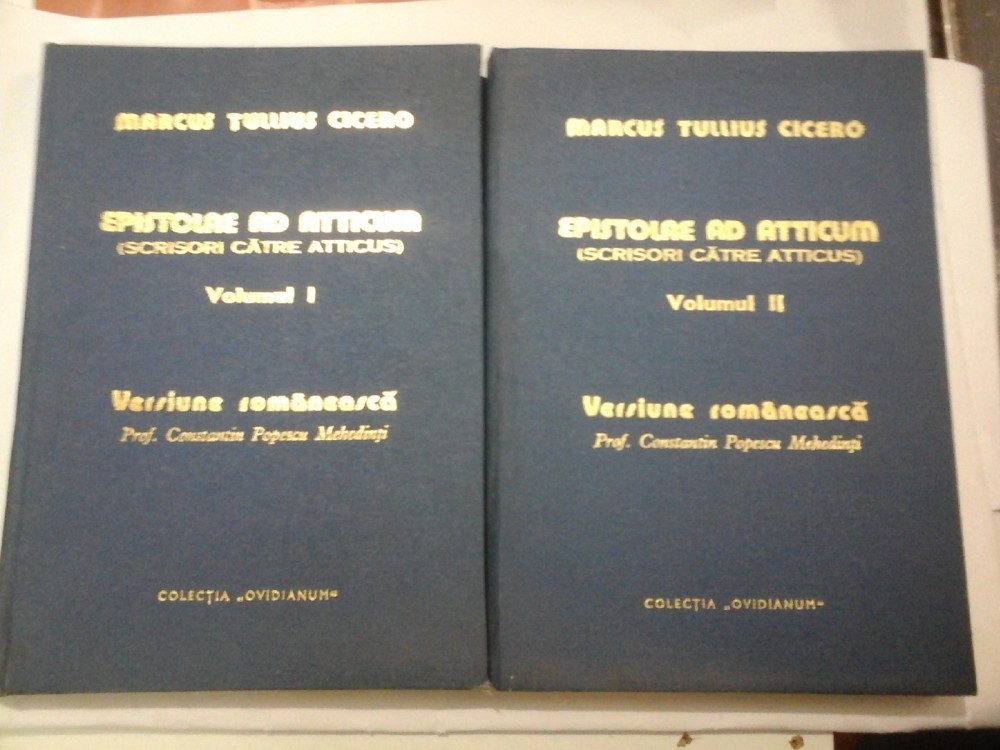 MARCUS TULLIUS CICERO
EPISTOLAE AD ATTICUM
(SCRISORI CĂTRE ATTICUS)
Volumul I
Versiune românească
Prof. Constantin Popescu Mehedinți
COLECȚIA „OVIDIANUM“
MARCUS TULLIUS CICERO
EPISTOLAE AD ATTICUM
(SCRISORI CĂTRE ATTICUS)
Volumul II
Versiune românească
Prof. Constantin Popescu Mehedinți
COLECȚIA „OVIDIANUM“